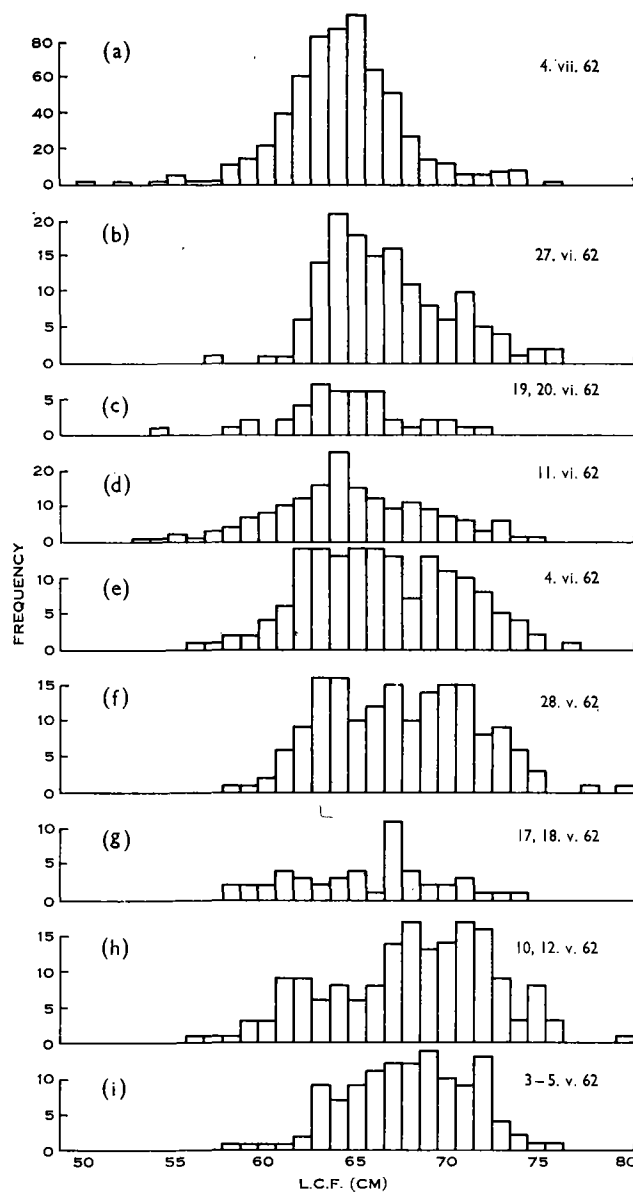 (a)
4. vii. 62
80
60
40
20
0
(b)
27. vi. 62
20
15
10
5
0
(c)
19, 20. vi. 62
5
0
(d)
11. vi. 62
20
10
0
(e)
4. vi. 62
10
5
0
FREQUENCY
(f)
28. v. 62
15
10
5
0
(g)
17, 18. v. 62
10
5
0
(h)
10, 12. v. 62
15
10
5
0
(i)
3–5. v. 62
10
5
0
50 55 60 65 70 75 80
L.C.F. (CM)